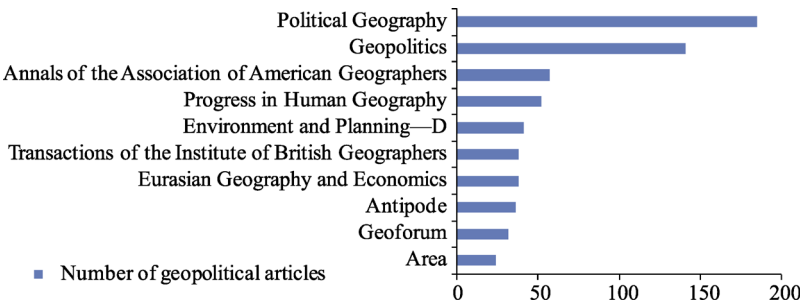 Political Geography
Geopolitics
Annals of the Association of American Geographers
Progress in Human Geography
Environment and Planning—D
Transactions of the Institute of British Geographers
Eurasian Geography and Economics
Antipode
Geoforum
Area
Number of geopolitical articles
0 50 100 150 200